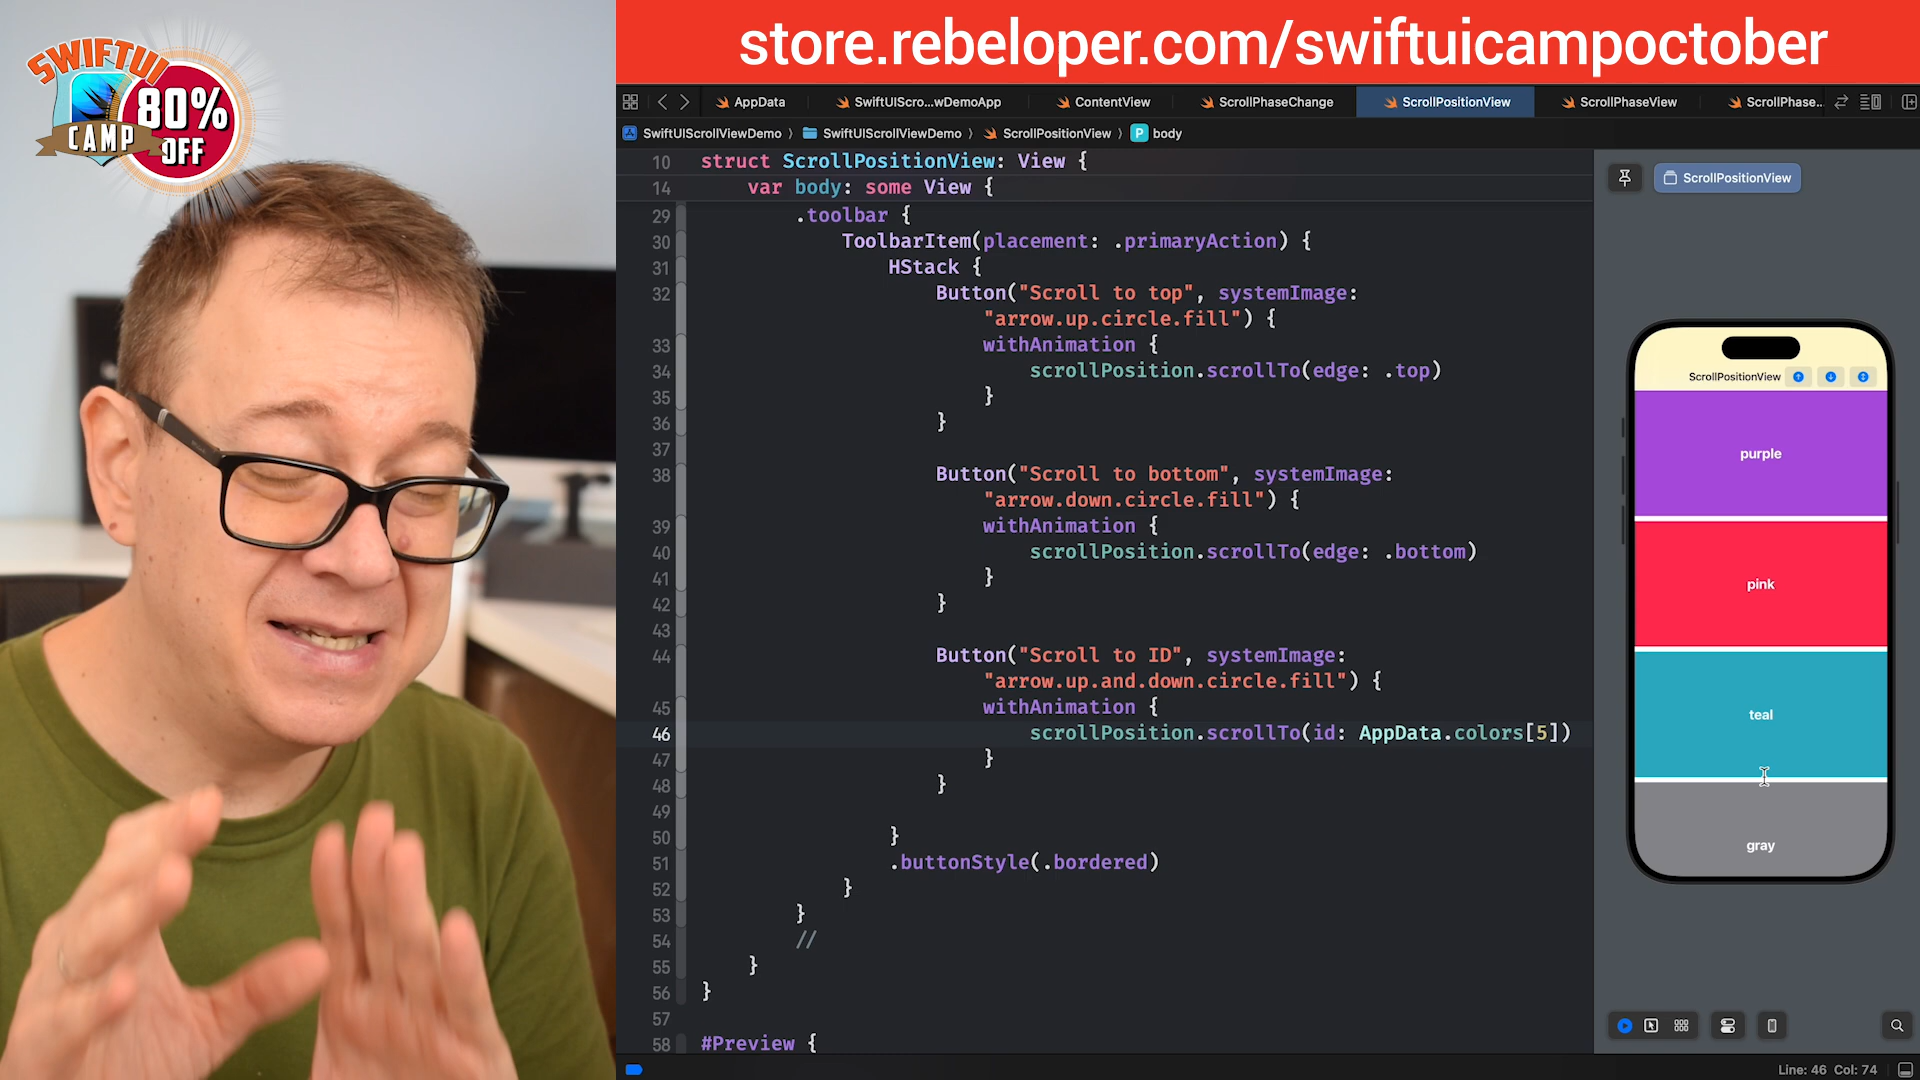 store.rebeloper.com/swiftuicampoctober
SWIFTUI
CAMP
80%
OFF
AppData
SwiftUIScro...wDemoApp
ContentView
ScrollPhaseChange
ScrollPositionView
ScrollPhaseView
ScrollPhase...
SwiftUIScrollViewDemo
SwiftUIScrollViewDemo
ScrollPositionView
P body
10 struct ScrollPositionView: View {
14 var body: some View {
29 .toolbar {
30 ToolbarItem(placement: .primaryAction) {
31 HStack {
32 Button("Scroll to top", systemImage:
"arrow.up.circle.fill") {
33 withAnimation {
34 scrollPosition.scrollTo(edge: .top)
35 }
36 }
37
38 Button("Scroll to bottom", systemImage:
"arrow.down.circle.fill") {
39 withAnimation {
40 scrollPosition.scrollTo(edge: .bottom)
41 }
42 }
43
44 Button("Scroll to ID", systemImage:
"arrow.up.and.down.circle.fill") {
45 withAnimation {
46 scrollPosition.scrollTo(id: AppData.colors[5])
47 }
48 }
49
50 }
51 .buttonStyle(.bordered)
52 }
53 }
54 //
55 }
56 }
57
58 #Preview {
ScrollPositionView
ScrollPositionView
purple
pink
teal
gray
Line: 46 Col: 74